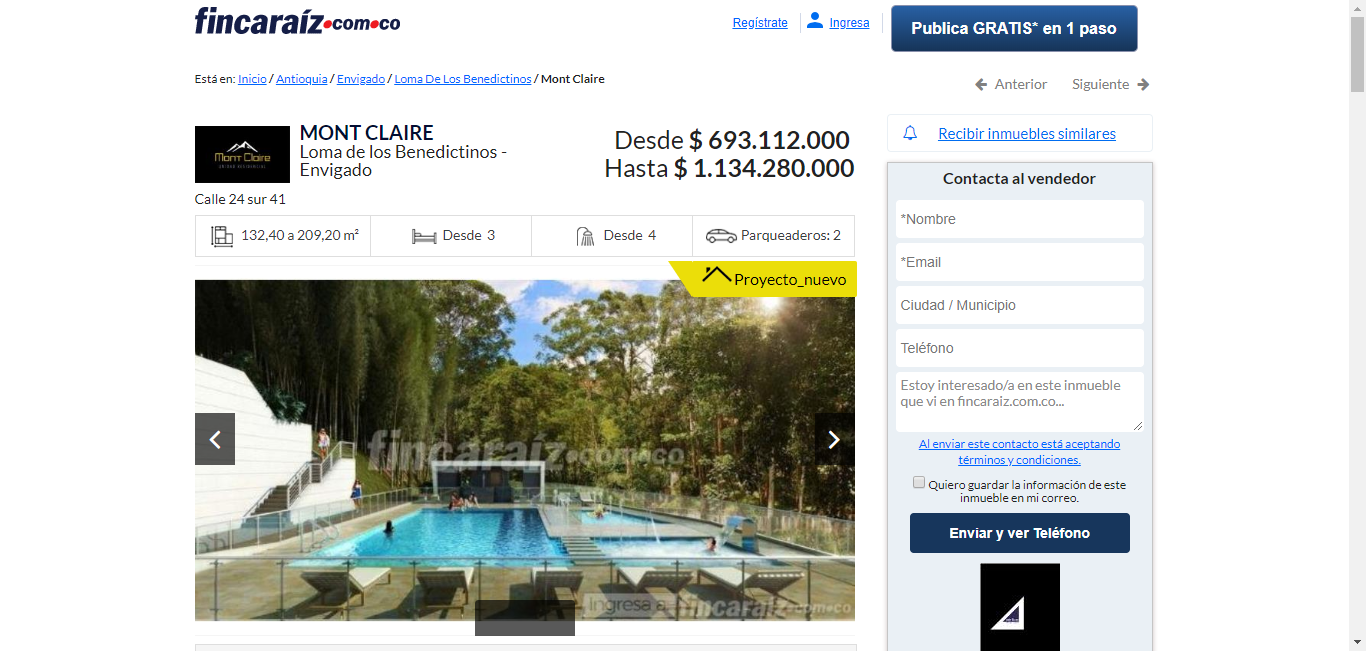 fincaraíz.com.co
Regístrate
Ingresa
Publica GRATIS* en 1 paso
Está en: Inicio / Antioquia / Envigado / Loma De Los Benedictinos / Mont Claire
Anterior
Siguiente
Mont Claire
MONT CLAIRE
Loma de los Benedictinos -
Envigado
Desde $ 693.112.000
Hasta $ 1.134.280.000
Calle 24 sur 41
132,40 a 209,20 m²
Desde 3
Desde 4
Parqueaderos: 2
Proyecto_nuevo
fincaraíz.com.co
Ingresa a fincaraíz.com.co
Recibir inmuebles similares
Contacta al vendedor
*Nombre
*Email
Ciudad / Municipio
Teléfono
Estoy interesado/a en este inmueble
que vi en fincaraiz.com.co...
Al enviar este contacto está aceptando
términos y condiciones.
Quiero guardar la información de este
inmueble en mi correo.
Enviar y ver Teléfono